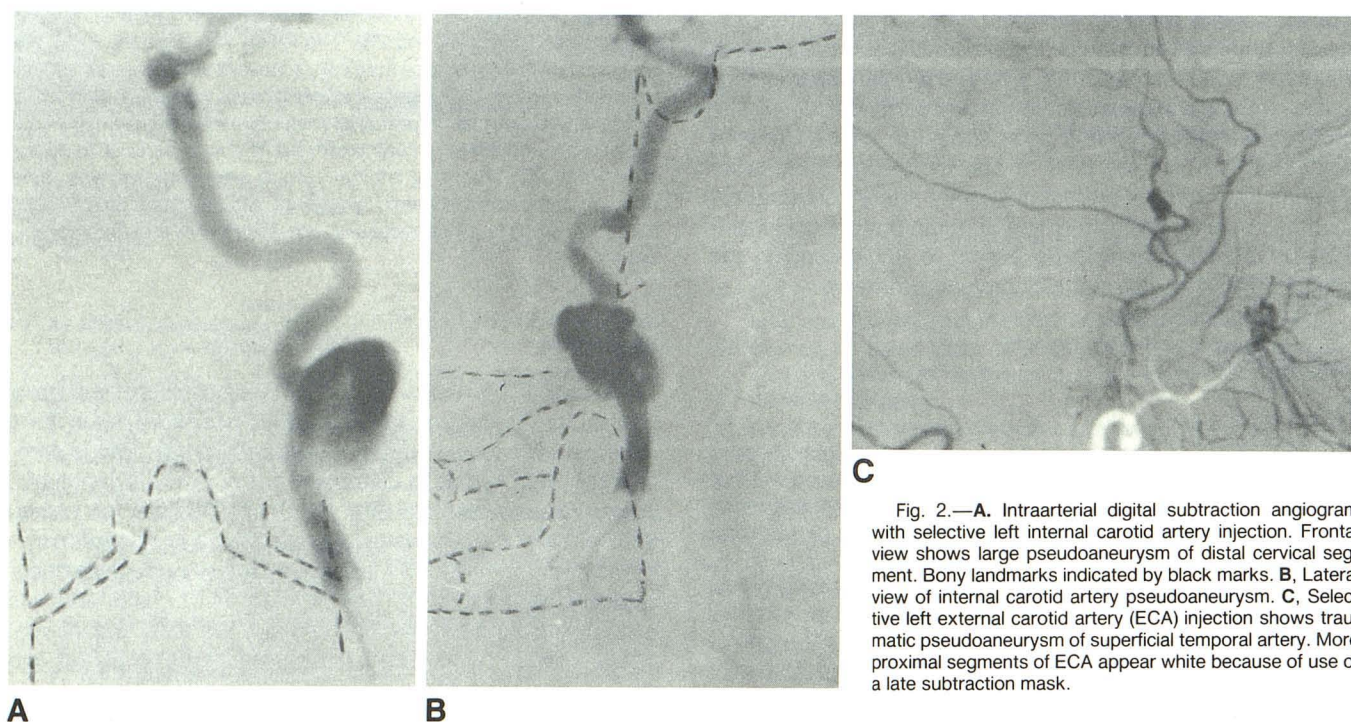 A
B
C
Fig. 2.—A. Intraarterial digital subtraction angiogram
with selective left internal carotid artery injection. Fronta
view shows large pseudoaneurysm of distal cervical seg-
ment. Bony landmarks indicated by black marks. B, Latera
view of internal carotid artery pseudoaneurysm. C, Selec-
tive left external carotid artery (ECA) injection shows trau-
matic pseudoaneurysm of superficial temporal artery. More
proximal segments of ECA appear white because of use o
a late subtraction mask.